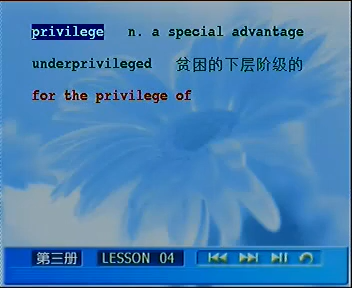 privilege n. a special advantage
underprivileged 贫困的下层阶级的
for the privilege of
第三册 LESSON 04